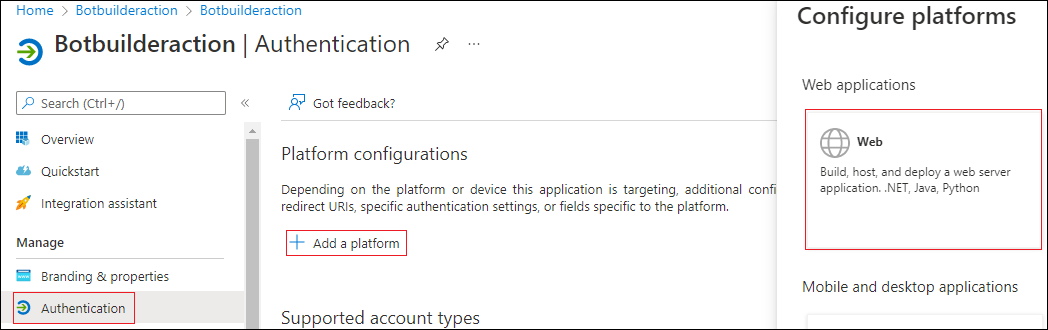 Home > Botbuilderaction > Botbuilderaction
Botbuilderaction | Authentication
...
Search (Ctrl+/)
«
Overview
Quickstart
Integration assistant
Manage
Branding & properties
Authentication
Got feedback?
Platform configurations
Depending on the platform or device this application is targeting, additional confi
redirect URIs, specific authentication settings, or fields specific to the platform.
+ Add a platform
Supported account types
Configure platforms
Web applications
Web
Build, host, and deploy a web server
application. .NET, Java, Python
Mobile and desktop applications